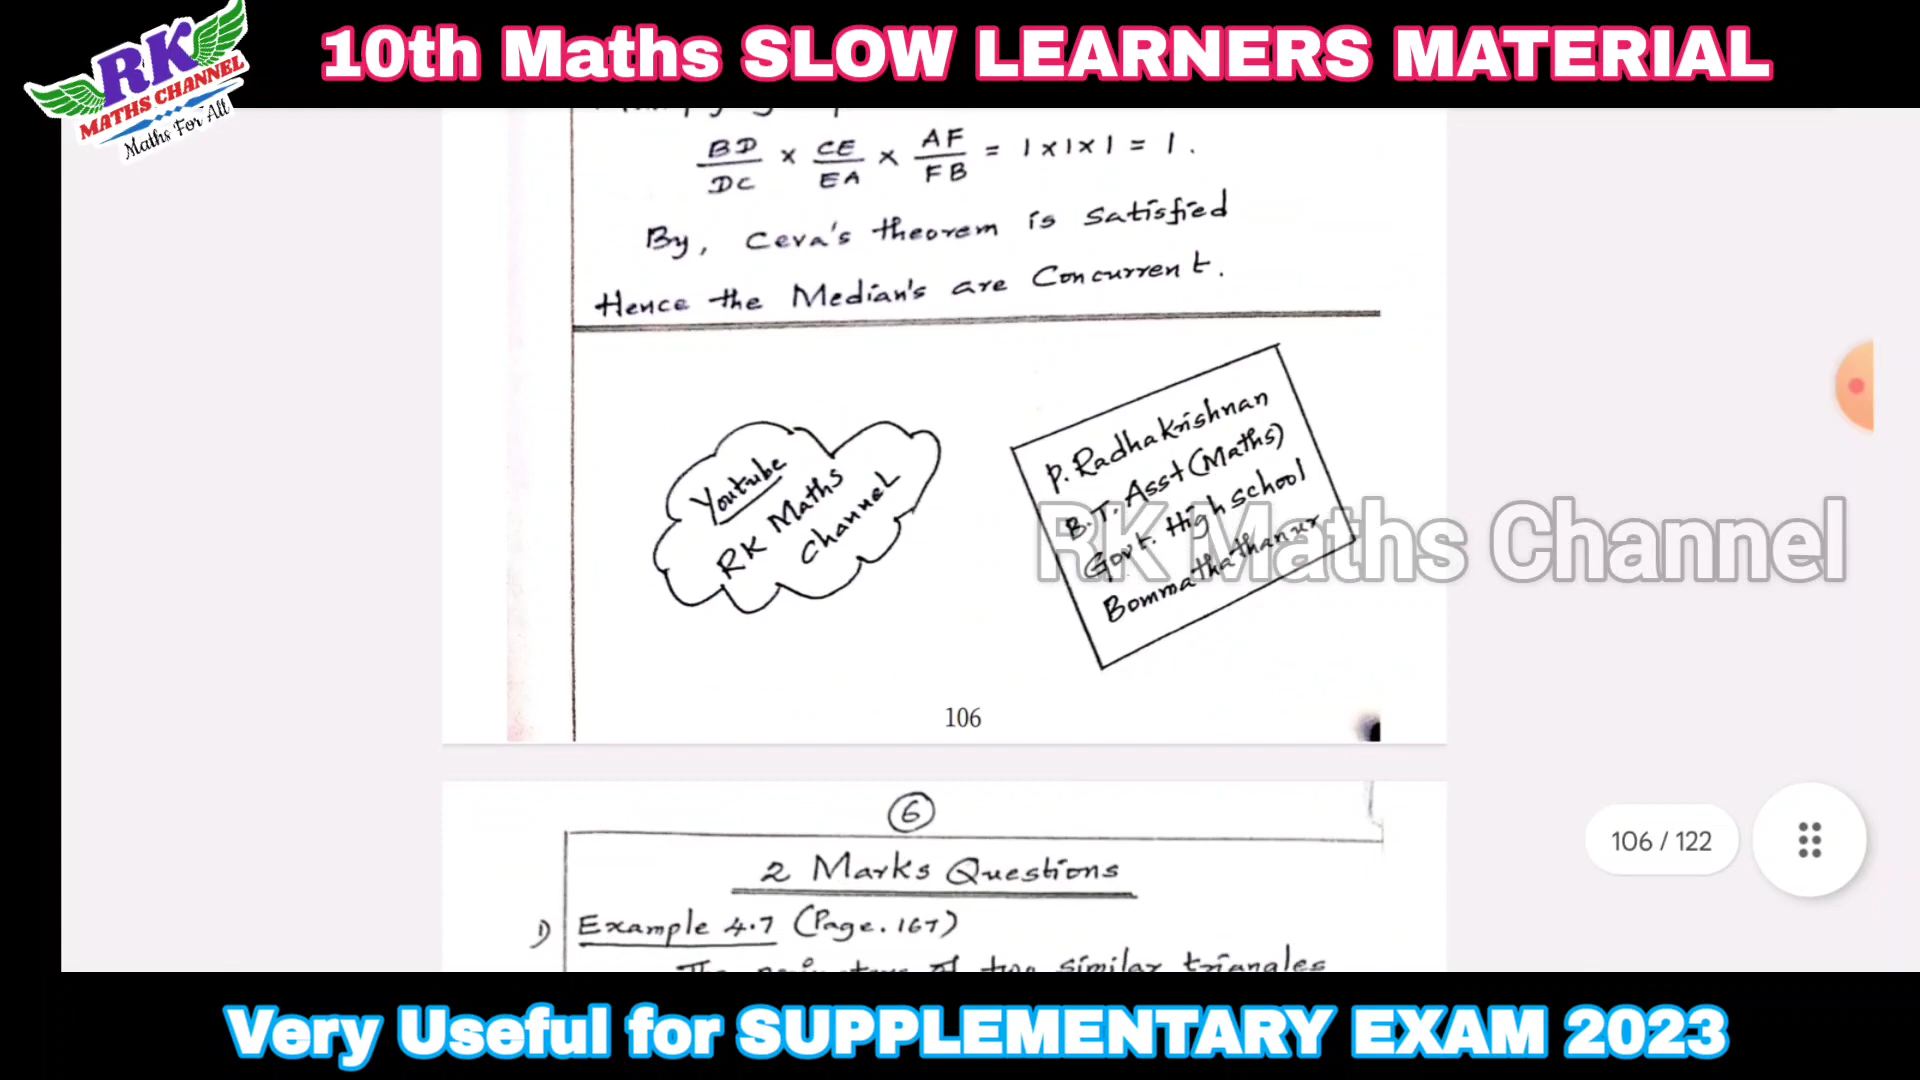 RK
MATHS CHANNEL
Maths For All
10th Maths SLOW LEARNERS MATERIAL
BD/DC × CE/EA × AF/FB = 1×1×1 = 1.
By, Ceva's theorem is satisfied
Hence the Median's are Concurrent.
Youtube
RK Maths
Channel
P. Radhakrishnan
B.T. Asst (Maths)
Govt. High school
Bommathathanur
RK Maths Channel
106
106 / 122
6
2 Marks Questions
1) Example 4.7 (Page. 167)
two similar triangles
Very Useful for SUPPLEMENTARY EXAM 2023